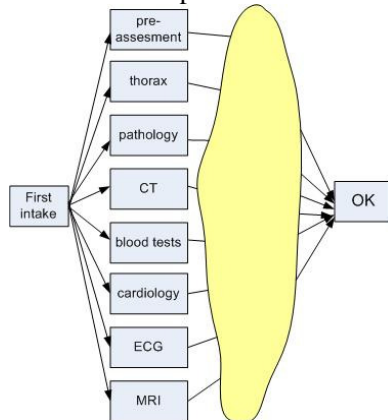 pre-
assesment
thorax
pathology
First
intake
CT
OK
blood tests
cardiology
ECG
MRI